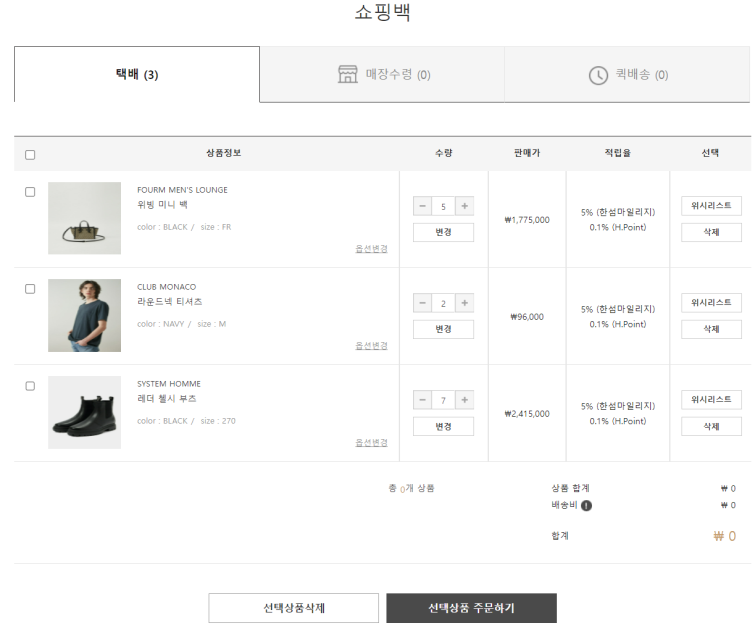 쇼핑백
택배 (3)
매장수령 (0)
퀵배송 (0)
상품정보 수량 판매가 적립율 선택
FOURM MEN'S LOUNGE
위빙 미니 백
color : BLACK / size : FR
옵션변경
− 5 +
변경
₩1,775,000
5% (한섬마일리지)
0.1% (H.Point)
위시리스트
삭제
CLUB MONACO
라운드넥 티셔츠
color : NAVY / size : M
옵션변경
− 2 +
변경
₩96,000
5% (한섬마일리지)
0.1% (H.Point)
위시리스트
삭제
SYSTEM HOMME
레더 첼시 부츠
color : BLACK / size : 270
옵션변경
− 7 +
변경
₩2,415,000
5% (한섬마일리지)
0.1% (H.Point)
위시리스트
삭제
총 0개 상품
상품 합계 ₩ 0
배송비 ! ₩ 0
합계 ₩ 0
선택상품삭제
선택상품 주문하기